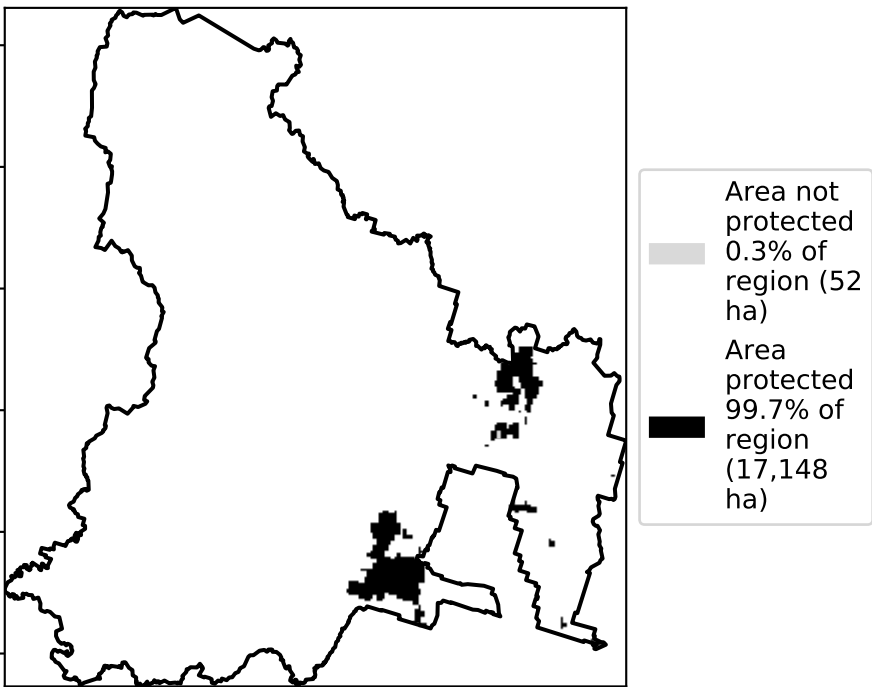 Area not
protected
0.3% of
region (52
ha)
Area
protected
99.7% of
region
(17,148
ha)